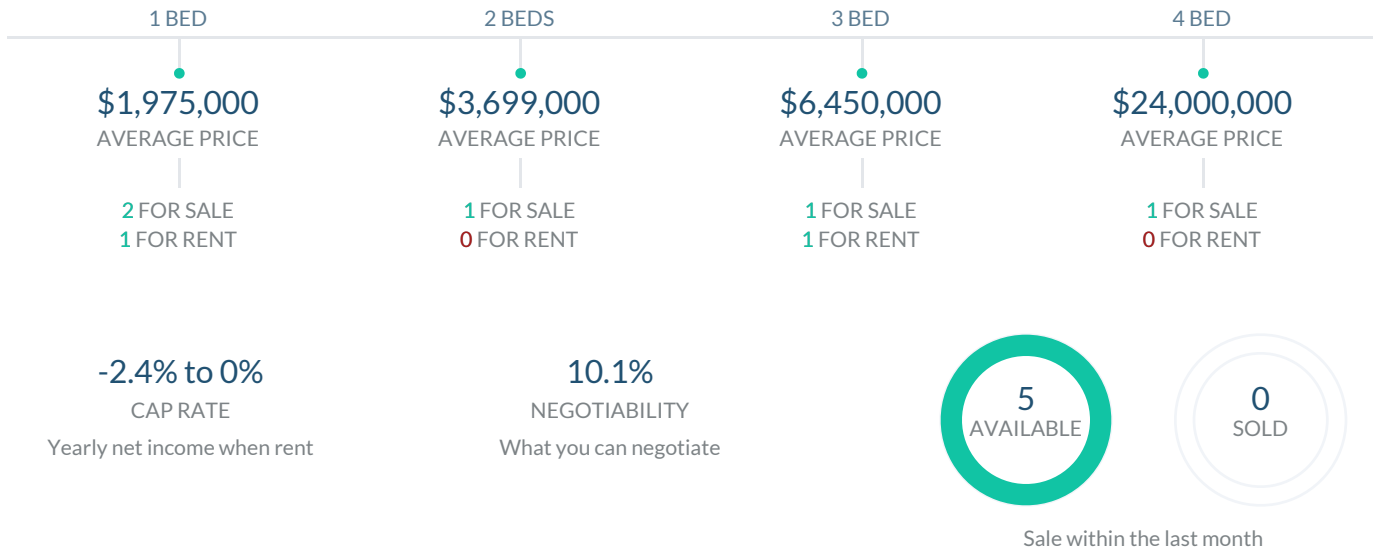 1 BED
2 BEDS
3 BED
4 BED
$1,975,000
AVERAGE PRICE
$3,699,000
AVERAGE PRICE
$6,450,000
AVERAGE PRICE
$24,000,000
AVERAGE PRICE
2 FOR SALE
1 FOR RENT
1 FOR SALE
0 FOR RENT
1 FOR SALE
1 FOR RENT
1 FOR SALE
0 FOR RENT
-2.4% to 0%
CAP RATE
Yearly net income when rent
10.1%
NEGOTIABILITY
What you can negotiate
5
AVAILABLE
0
SOLD
Sale within the last month